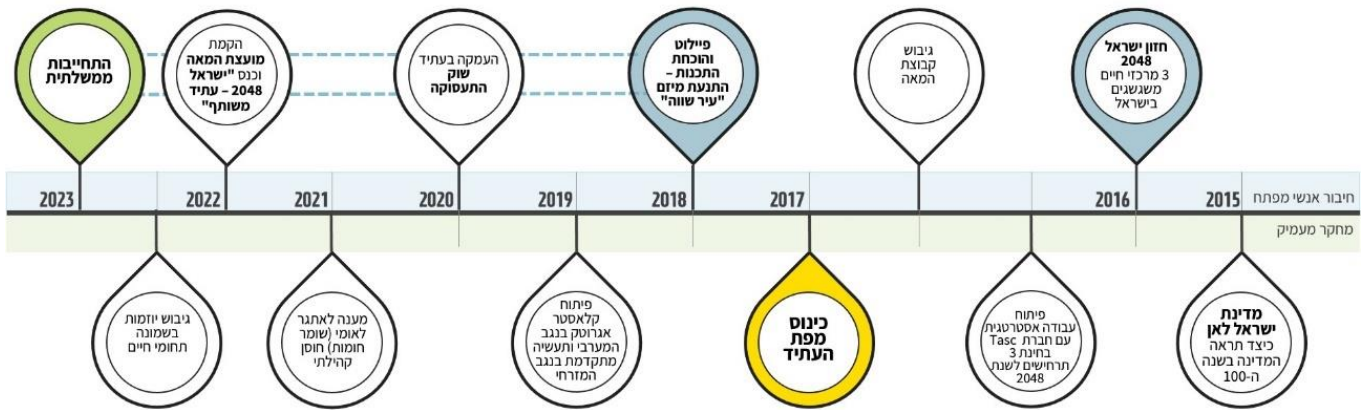 חזון ישראל
2048
3 מרכזי חיים
משגשגים
בישראל
גיבוש
קבוצת
המאה
פיילוט
והוכחת
התכנות –
התנעת מיזם
"עיר שווה"
העמקה בעתיד
שוק
התעסוקה
הקמת
מועצת המאה
וכנס "ישראל
2048 – עתיד
משותף"
התחייבות
ממשלתית
חיבור אנשי מפתח
2015
2016
2017
2018
2019
2020
2021
2022
2023
מחקר מעמיק
מדינת
ישראל לאן
כיצד תראה
המדינה בשנה
ה-100
פיתוח
עבודה אסטרטגית
עם חברת Tasc
בחינת 3
תרחישים לשנת
2048
כינוס
מפת
העתיד
פיתוח
קלאסטר
אגרוטק בנגב
המערבי ותעשיה
מתקדמת בנגב
המזרחי
מענה לאתגר
לאומי (שומר
חומות) חוסן
קהילתי
גיבוש יוזמות
בשמונה
תחומי חיים